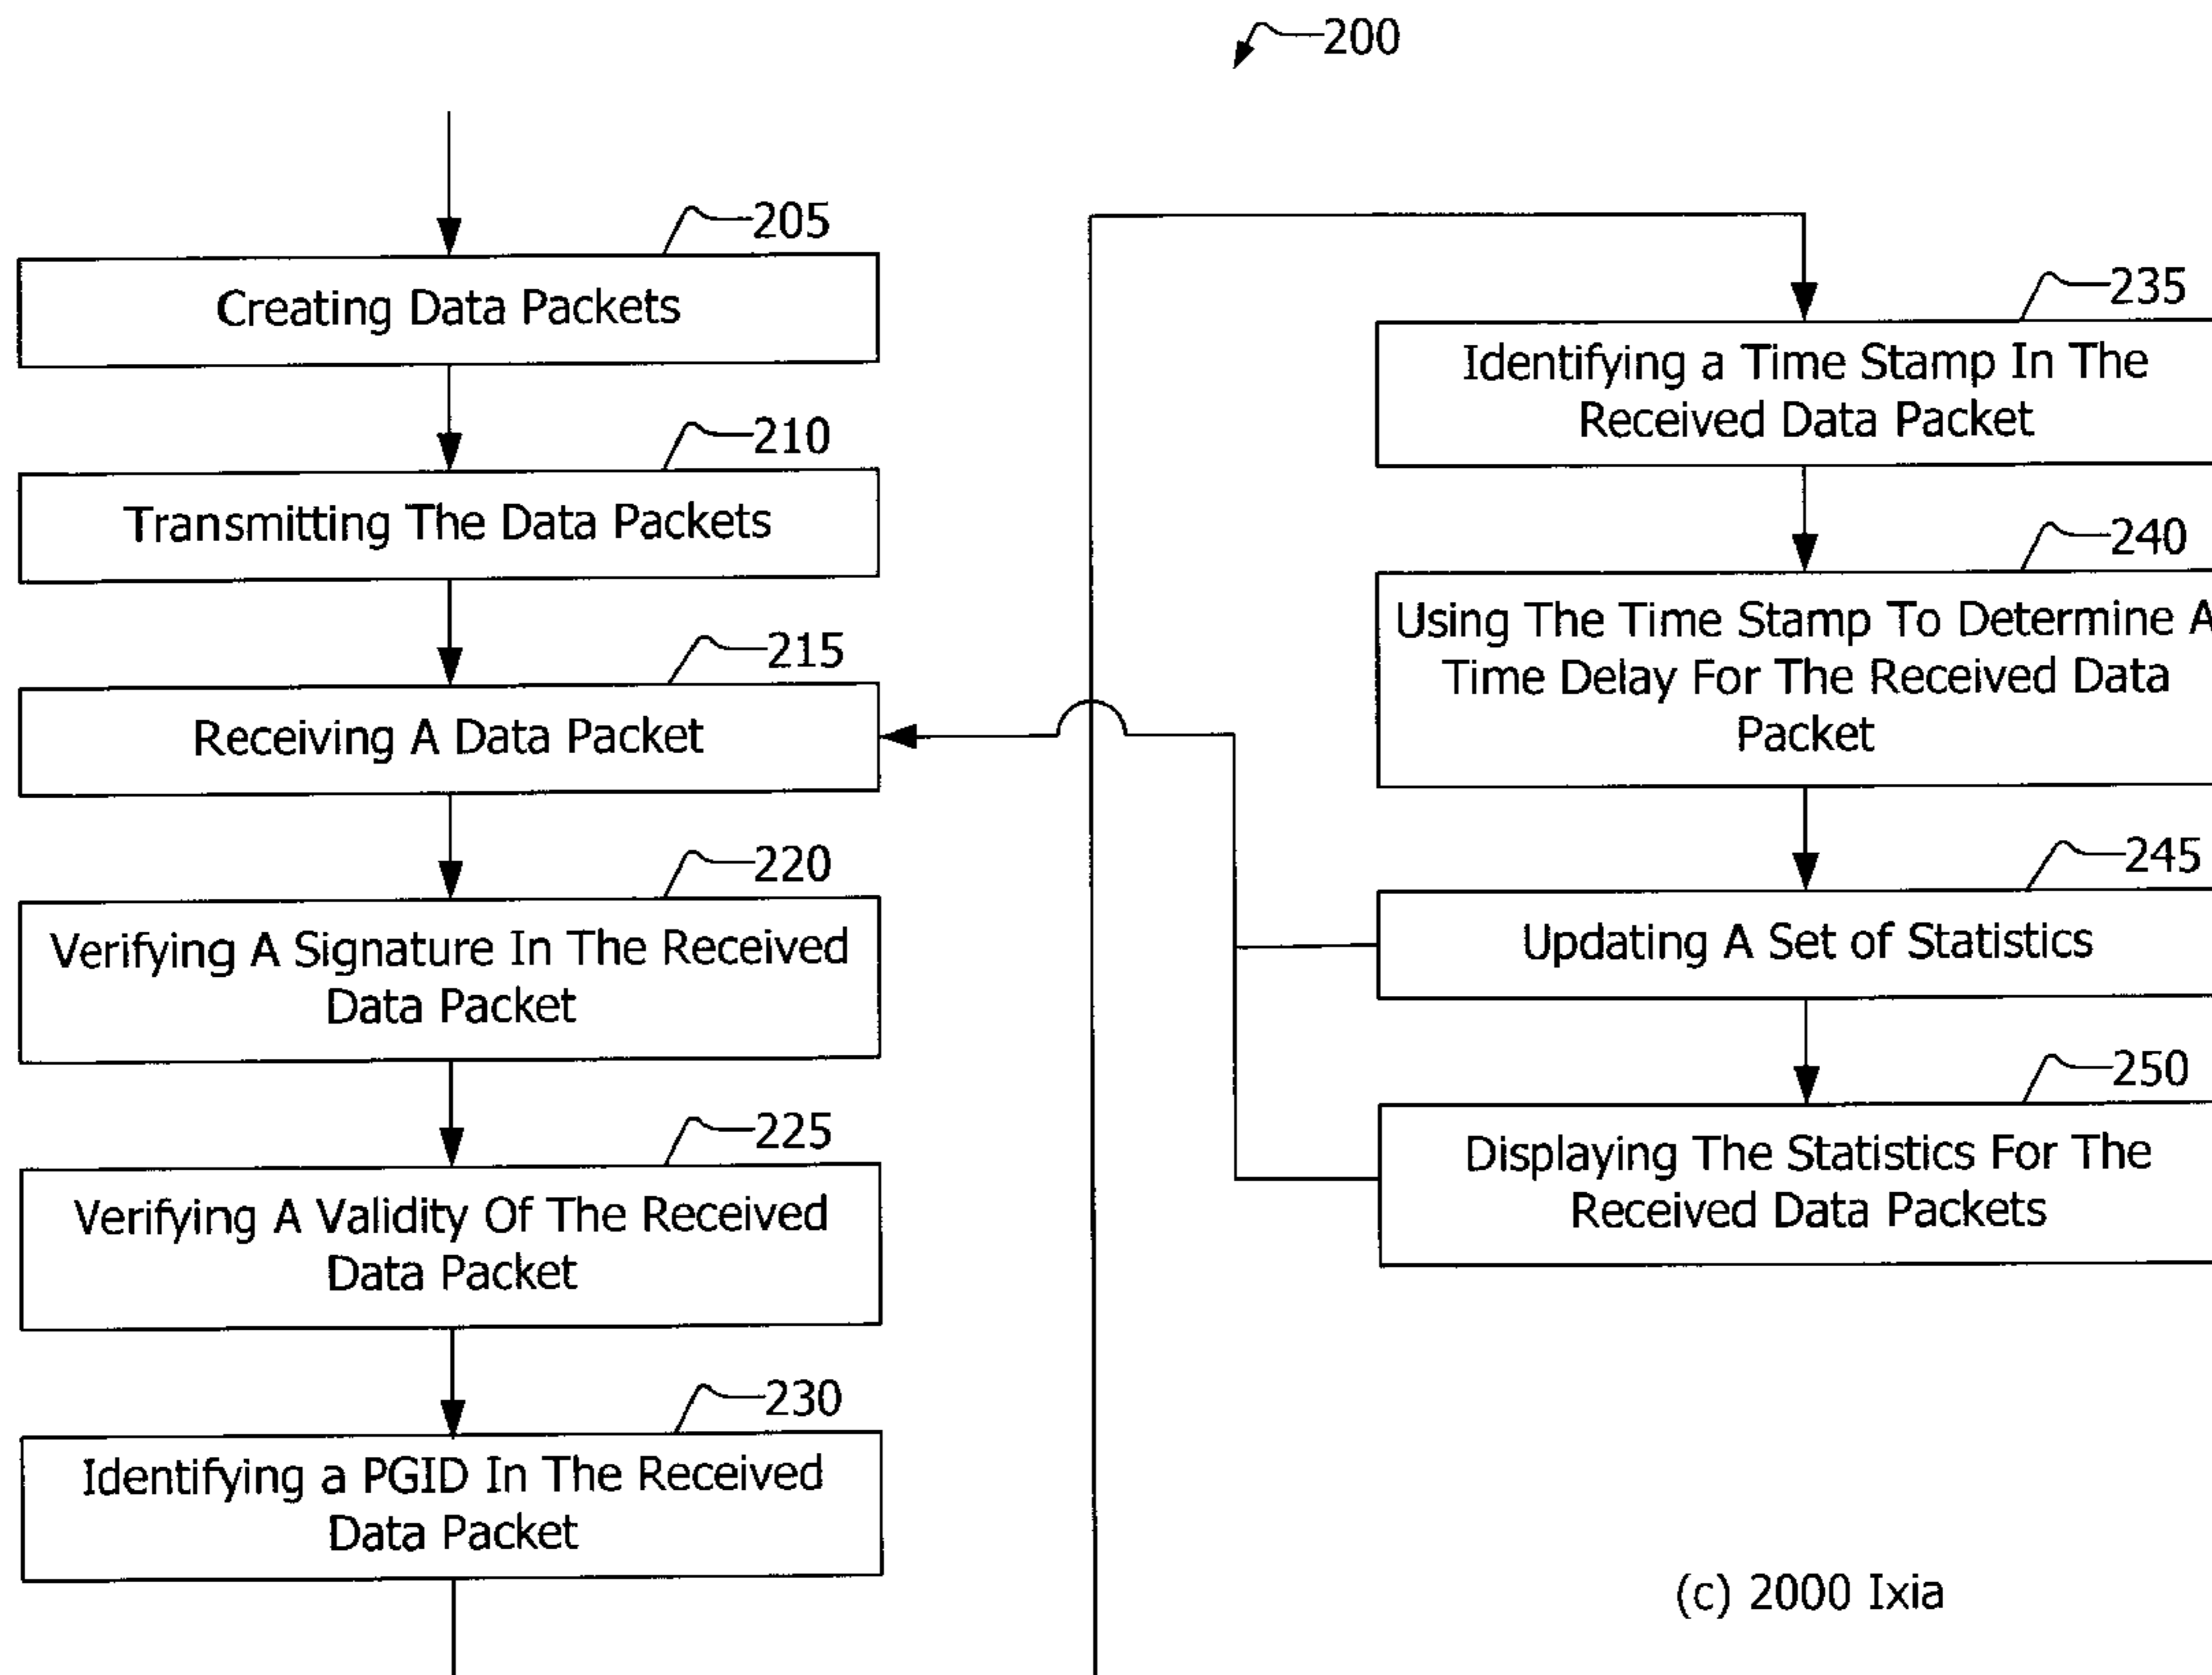 200
205
Creating Data Packets
210
Transmitting The Data Packets
215
Receiving A Data Packet
220
Verifying A Signature In The Received
Data Packet
225
Verifying A Validity Of The Received
Data Packet
230
Identifying a PGID In The Received
Data Packet
235
Identifying a Time Stamp In The
Received Data Packet
240
Using The Time Stamp To Determine A
Time Delay For The Received Data
Packet
245
Updating A Set of Statistics
250
Displaying The Statistics For The
Received Data Packets
(c) 2000 Ixia